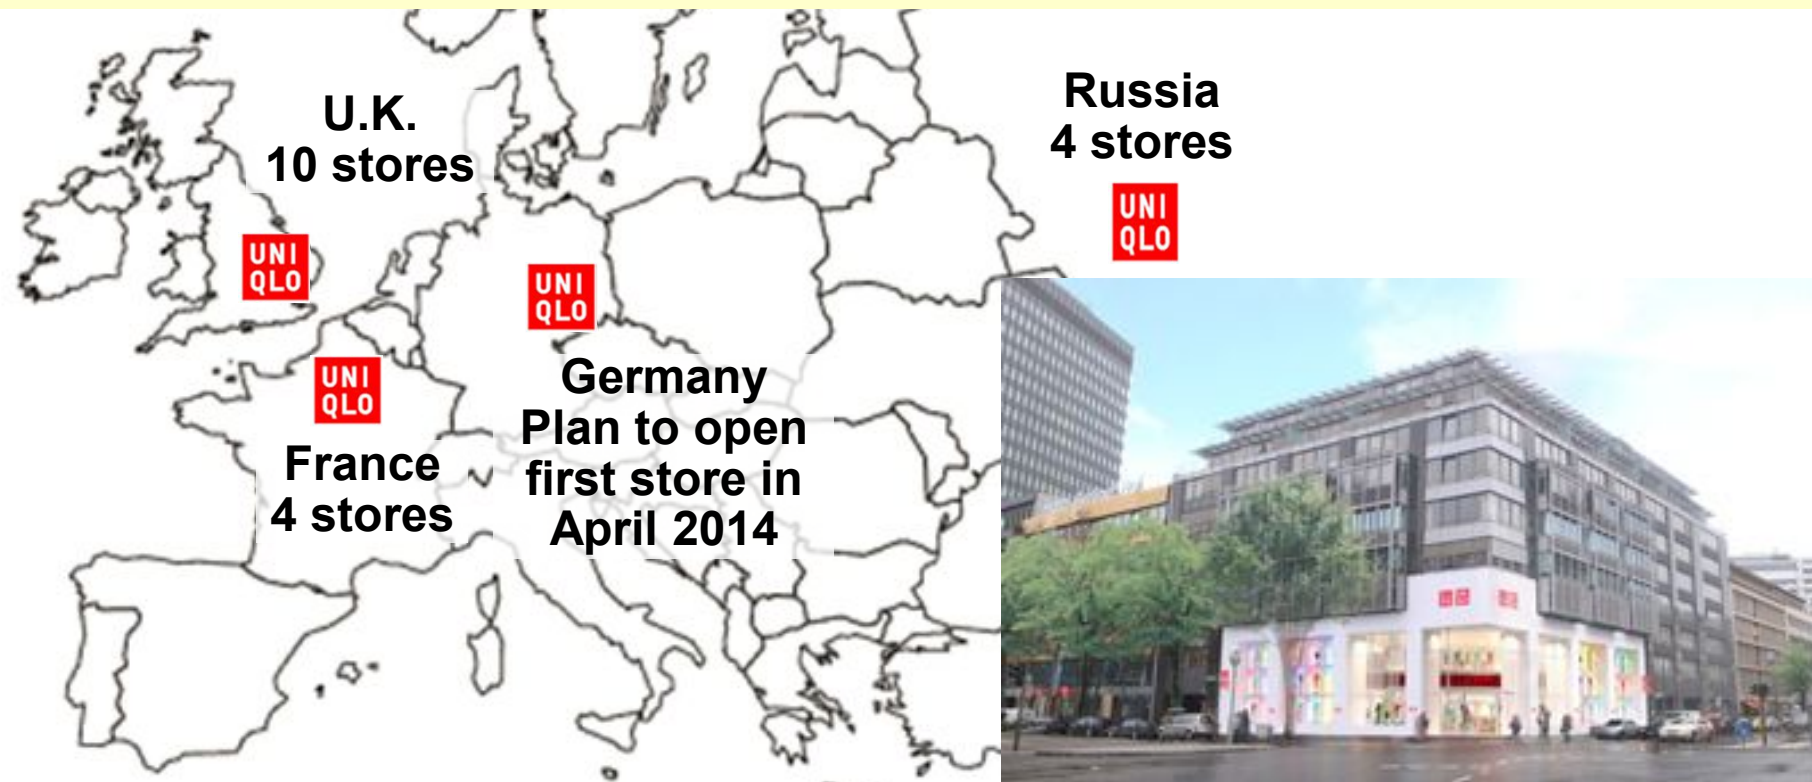 U.K.
10 stores
Russia
4 stores
UNI
QLO
UNI
QLO
UNI
QLO
UNI
QLO
Germany
Plan to open
first store in
April 2014
France
4 stores